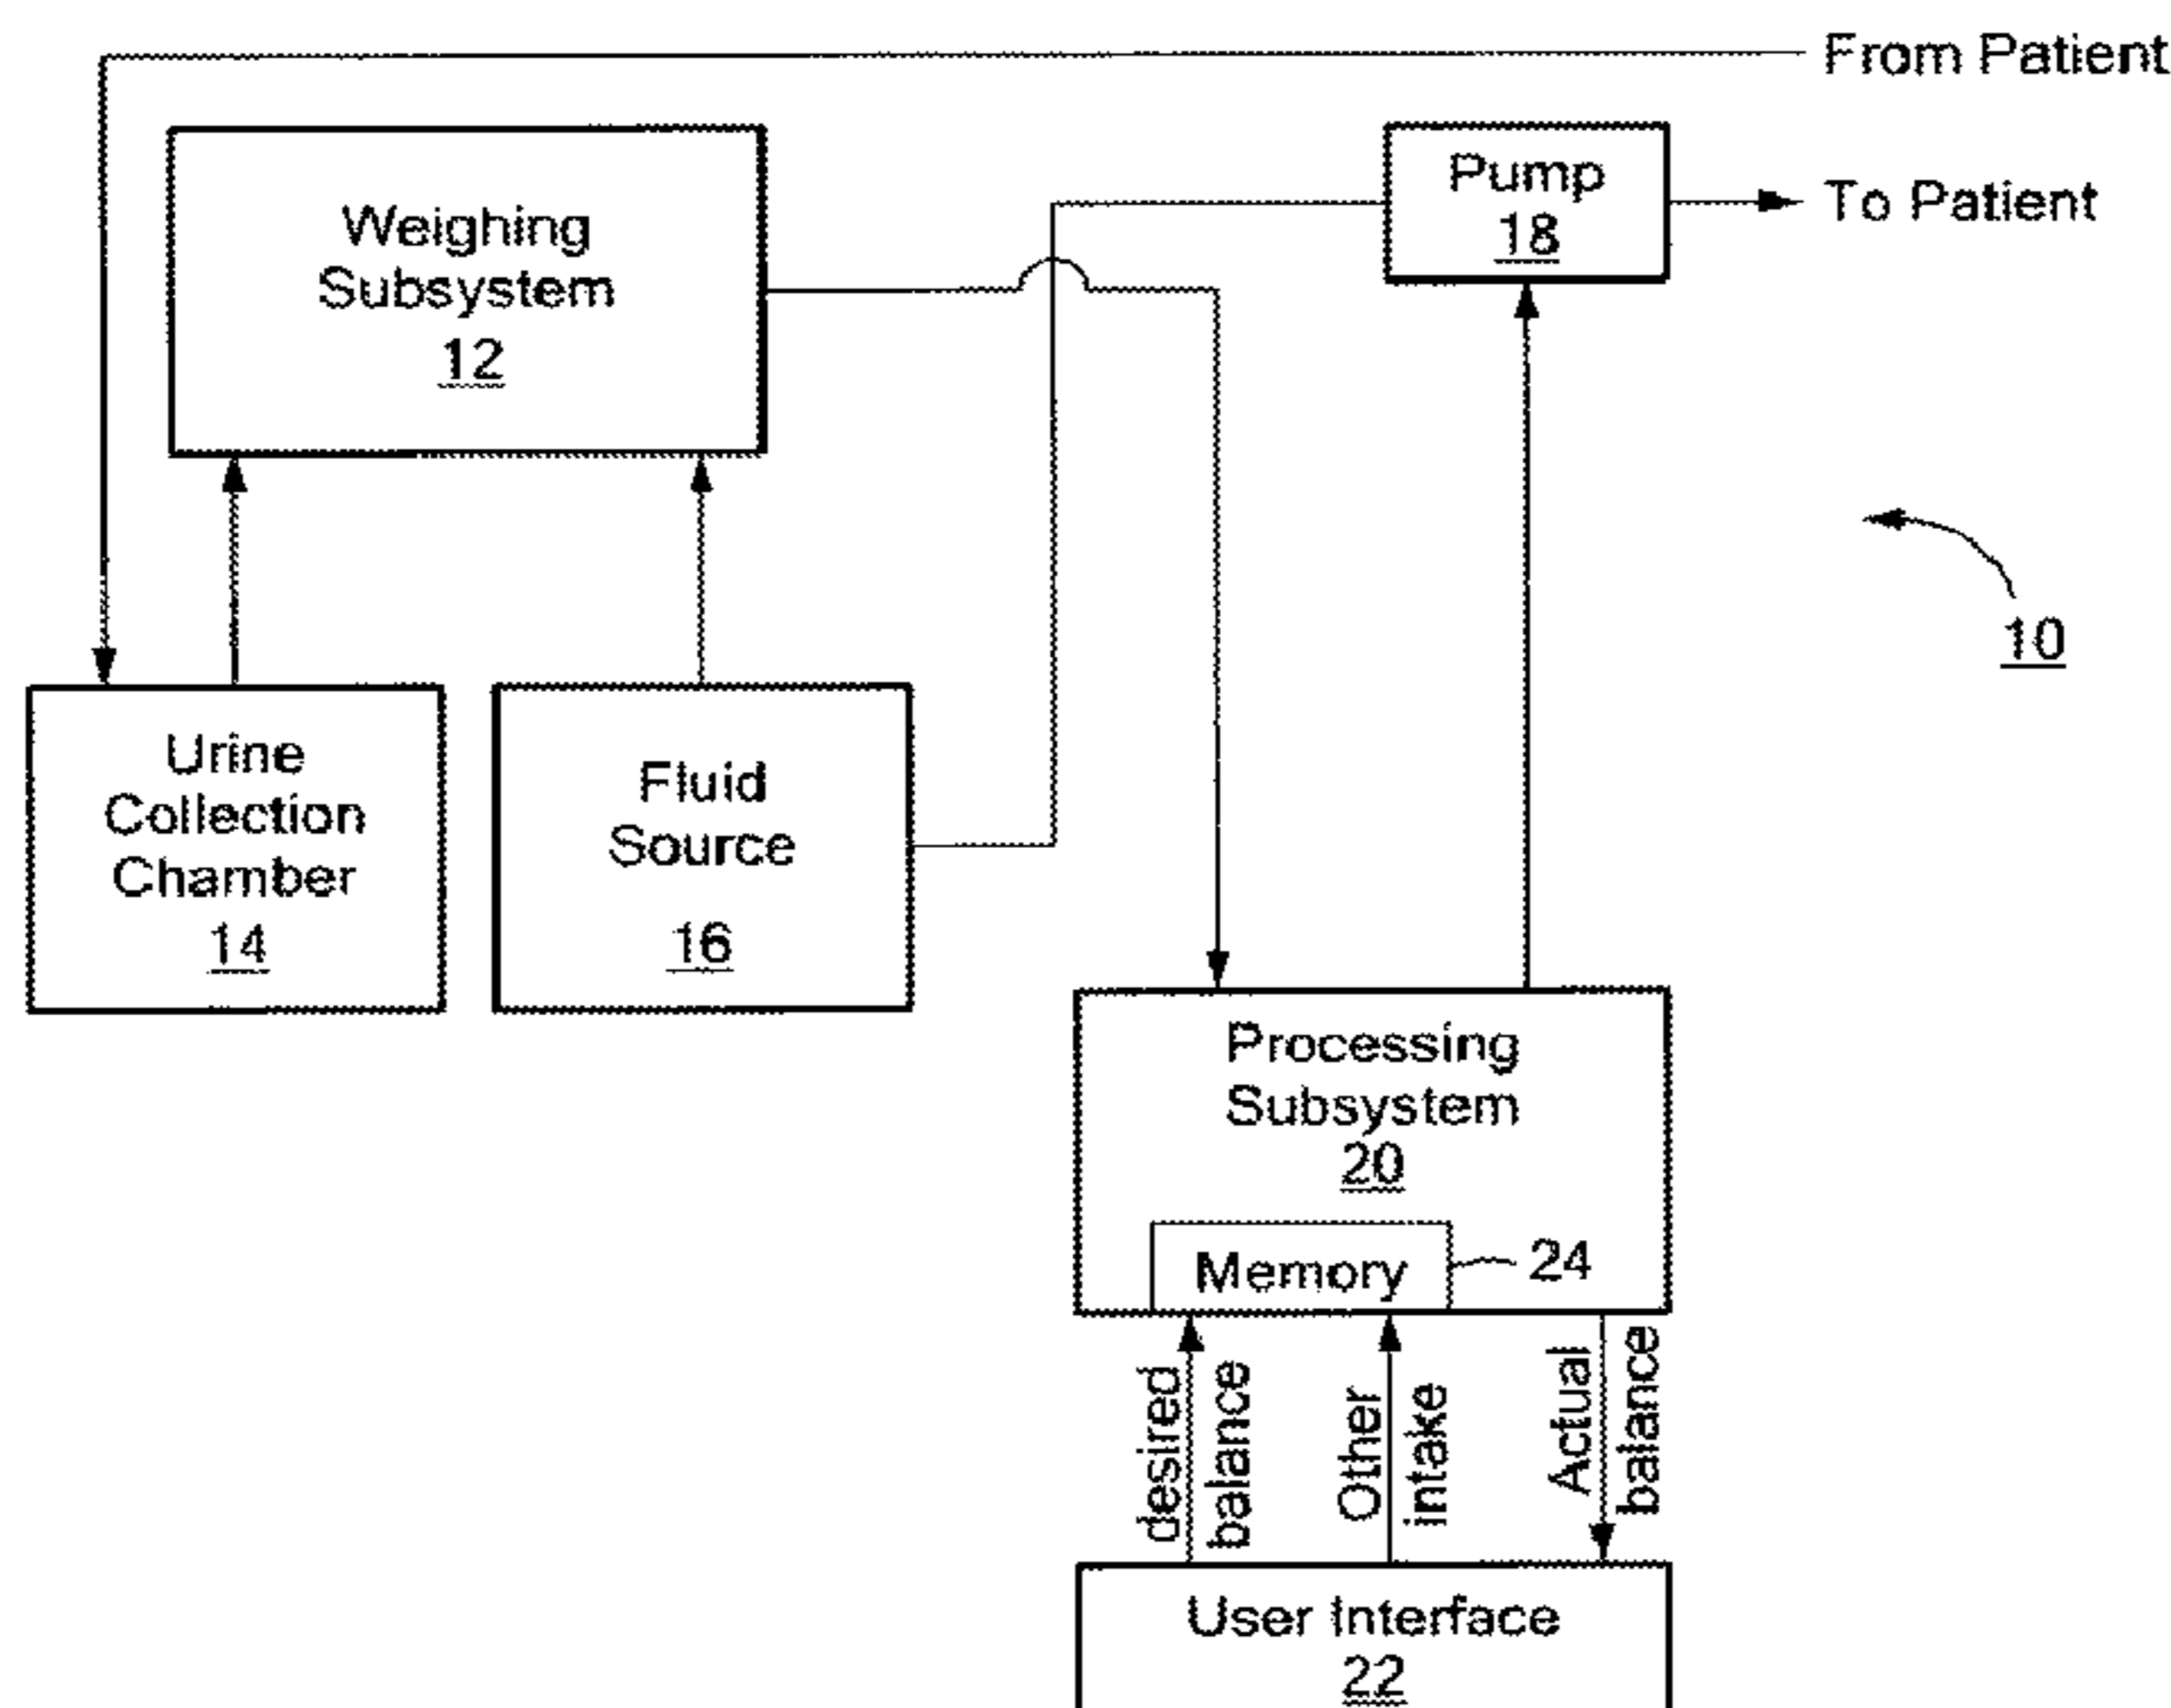 From Patient
Weighing
Subsystem
12
Pump
18
To Patient
10
Urine
Collection
Chamber
14
Fluid
Source
16
Processing
Subsystem
20
Memory
24
desired
balance
Other
intake
Actual
balance
User Interface
22